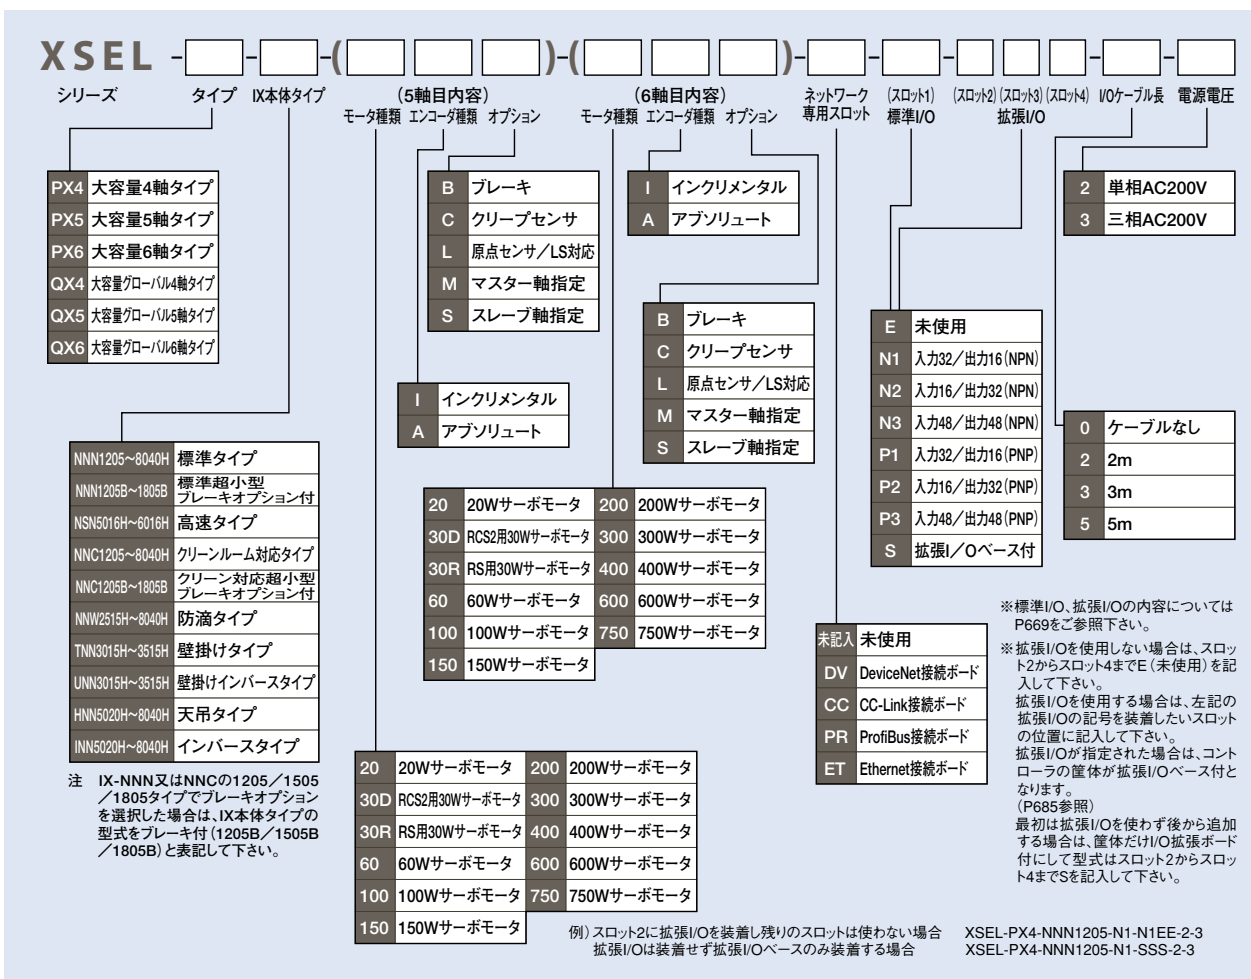 XSEL - - -( )-( )- - - - -
シリーズ タイプ IX本体タイプ (5軸目内容) (6軸目内容) ネットワーク専用スロット (スロット1) (スロット2)(スロット3)(スロット4) I/Oケーブル長 電源電圧
モータ種類 エンコーダ種類 オプション モータ種類 エンコーダ種類 オプション 標準I/O 拡張I/O
PX4 大容量4軸タイプ
PX5 大容量5軸タイプ
PX6 大容量6軸タイプ
QX4 大容量グローバル4軸タイプ
QX5 大容量グローバル5軸タイプ
QX6 大容量グローバル6軸タイプ
B ブレーキ
C クリープセンサ
L 原点センサ/LS対応
M マスター軸指定
S スレーブ軸指定
I インクリメンタル
A アブソリュート
2 単相AC200V
3 三相AC200V
B ブレーキ
C クリープセンサ
L 原点センサ/LS対応
M マスター軸指定
S スレーブ軸指定
E 未使用
N1 入力32/出力16(NPN)
N2 入力16/出力32(NPN)
N3 入力48/出力48(NPN)
P1 入力32/出力16(PNP)
P2 入力16/出力32(PNP)
P3 入力48/出力48(PNP)
S 拡張I/Oベース付
I インクリメンタル
A アブソリュート
0 ケーブルなし
2 2m
3 3m
5 5m
NNN1205~8040H 標準タイプ
NNN1205B~1805B 標準超小型
ブレーキオプション付
NSN5016H~6016H 高速タイプ
NNC1205~8040H クリーンルーム対応タイプ
NNC1205B~1805B クリーン対応超小型
ブレーキオプション付
NNW2515H~8040H 防滴タイプ
TNN3015H~3515H 壁掛けタイプ
UNN3015H~3515H 壁掛けインバースタイプ
HNN5020H~8040H 天吊タイプ
INN5020H~8040H インバースタイプ
注 IX-NNN又はNNCの1205/1505
/1805タイプでブレーキオプション
を選択した場合は、IX本体タイプの
型式をブレーキ付(1205B/1505B
/1805B)と表記して下さい。
20 20Wサーボモータ 200 200Wサーボモータ
30D RCS2用30Wサーボモータ 300 300Wサーボモータ
30R RS用30Wサーボモータ 400 400Wサーボモータ
60 60Wサーボモータ 600 600Wサーボモータ
100 100Wサーボモータ 750 750Wサーボモータ
150 150Wサーボモータ
未記入 未使用
DV DeviceNet接続ボード
CC CC-Link接続ボード
PR ProfiBus接続ボード
ET Ethernet接続ボード
20 20Wサーボモータ 200 200Wサーボモータ
30D RCS2用30Wサーボモータ 300 300Wサーボモータ
30R RS用30Wサーボモータ 400 400Wサーボモータ
60 60Wサーボモータ 600 600Wサーボモータ
100 100Wサーボモータ 750 750Wサーボモータ
150 150Wサーボモータ
※標準I/O、拡張I/Oの内容については
P669をご参照下さい。
※拡張I/Oを使用しない場合は、スロッ
ト2からスロット4までE(未使用)を記
入して下さい。
拡張I/Oを使用する場合は、左記の
拡張I/Oの記号を装着したいスロット
の位置に記入して下さい。
拡張I/Oが指定された場合は、コント
ローラの筐体が拡張I/Oベース付と
なります。
(P685参照)
最初は拡張I/Oを使わず後から追加
する場合は、筐体だけI/O拡張ボード
付にして型式はスロット2からスロッ
ト4までSを記入して下さい。
例)スロット2に拡張I/Oを装着し残りのスロットは使わない場合 XSEL-PX4-NNN1205-N1-N1EE-2-3
拡張I/Oは装着せず拡張I/Oベースのみ装着する場合 XSEL-PX4-NNN1205-N1-SSS-2-3